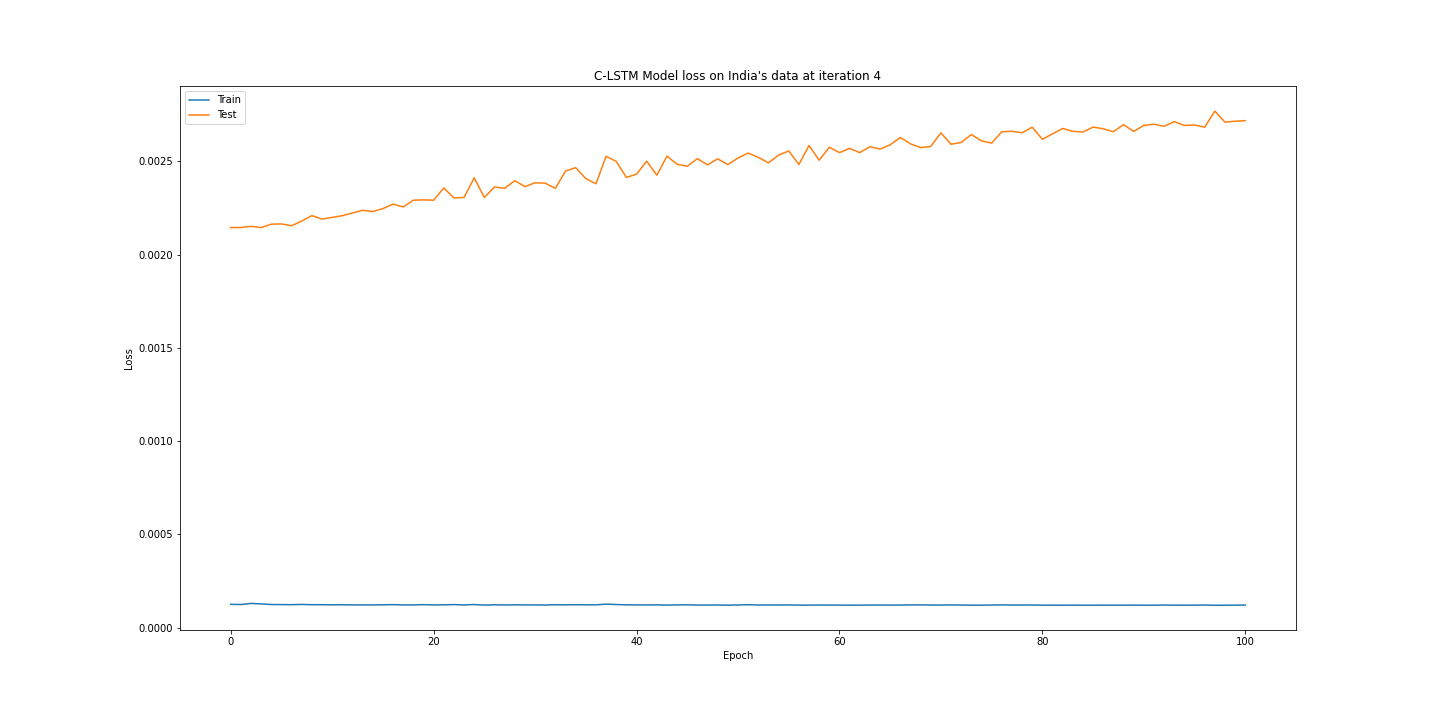 C-LSTM Model loss on India's data at iteration 4
Train
Test
0.0025
0.0020
0.0015
0.0010
0.0005
0.0000
Loss
0 20 40 60 80 100
Epoch